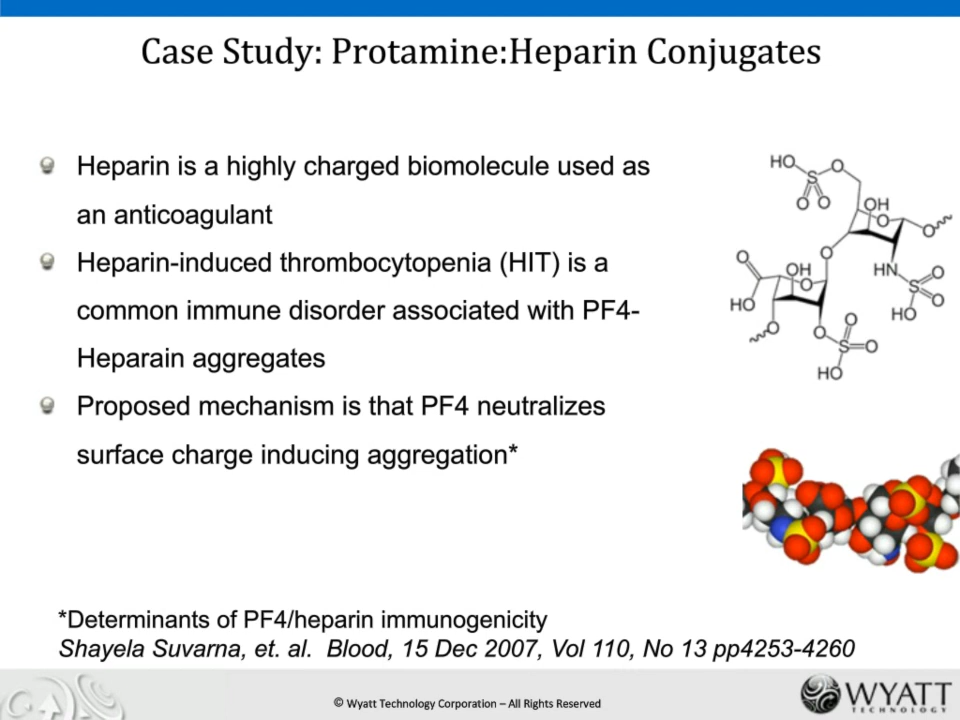 Case Study: Protamine:Heparin Conjugates
Heparin is a highly charged biomolecule used as
an anticoagulant
Heparin-induced thrombocytopenia (HIT) is a
common immune disorder associated with PF4-
Heparain aggregates
Proposed mechanism is that PF4 neutralizes
surface charge inducing aggregation*
HO
O
S
O O
OH
O
O
O
O
OH
O
HN
O
S
O
HO
HO
O
O
O
S
O
HO
*Determinants of PF4/heparin immunogenicity
Shayela Suvarna, et. al. Blood, 15 Dec 2007, Vol 110, No 13 pp4253-4260
© Wyatt Technology Corporation – All Rights Reserved
WYATT
TECHNOLOGY